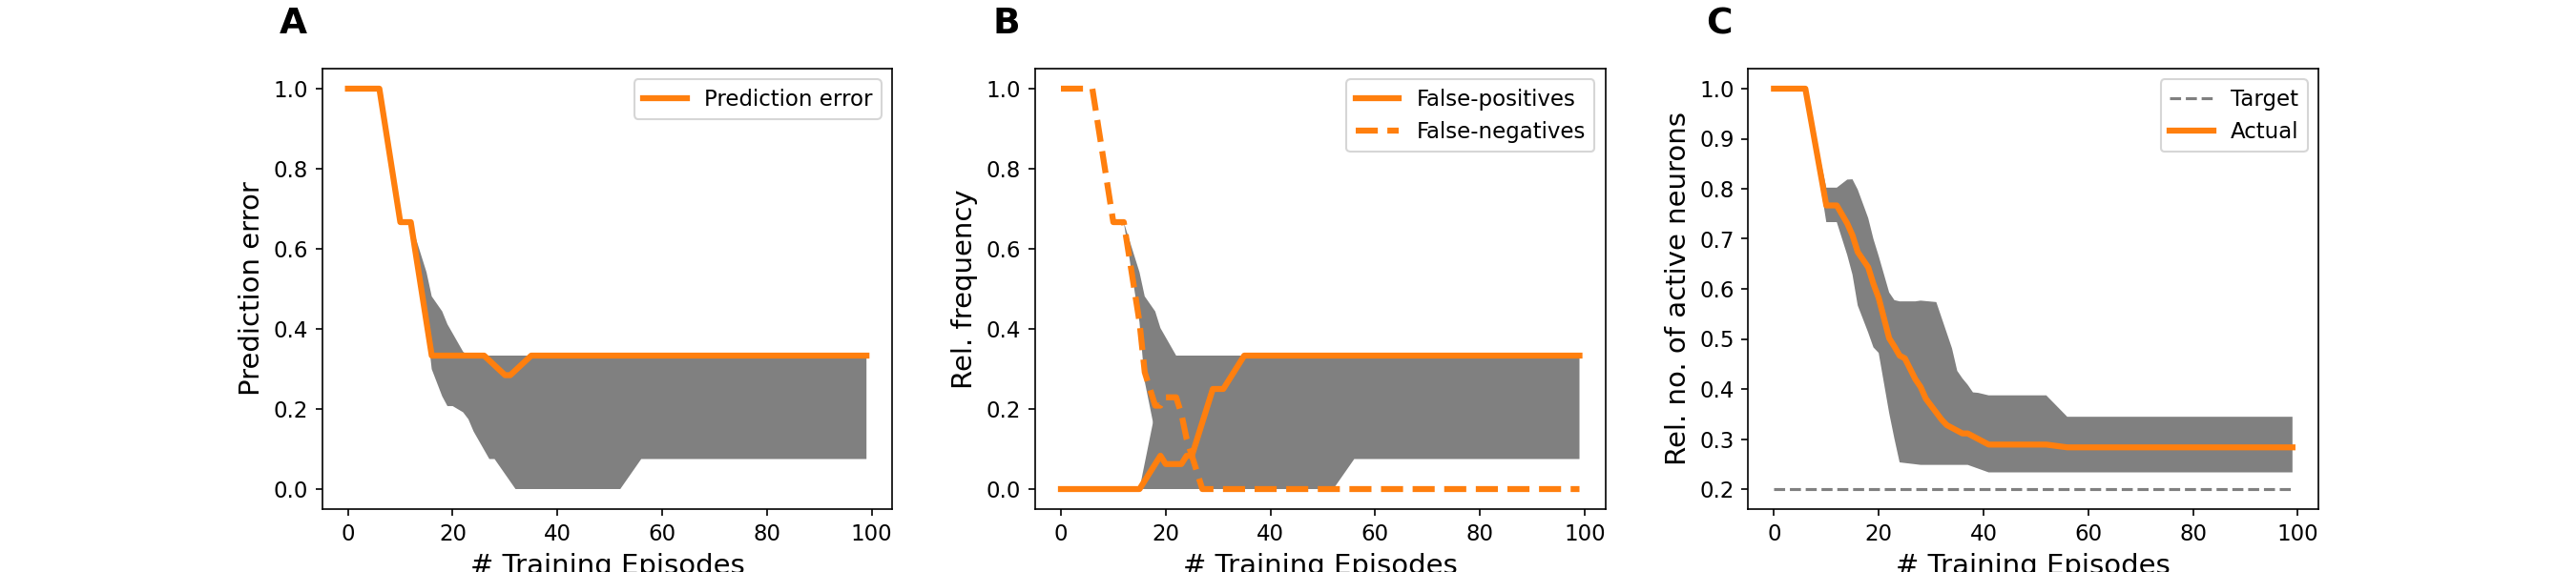 A
Prediction error
1.0
0.8
0.6
0.4
0.2
0.0
Prediction error
0 20 40 60 80 100
# Training Episodes
B
Rel. frequency
1.0
0.8
0.6
0.4
0.2
0.0
False-positives
False-negatives
0 20 40 60 80 100
# Training Episodes
C
Rel. no. of active neurons
1.0
0.9
0.8
0.7
0.6
0.5
0.4
0.3
0.2
Target
Actual
0 20 40 60 80 100
# Training Episodes